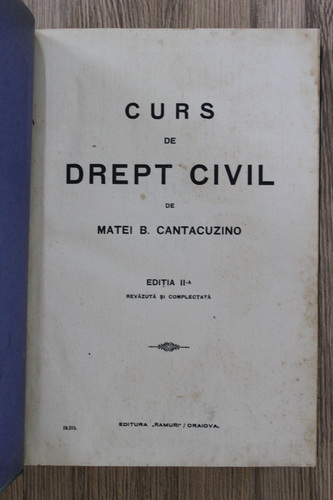 CURS
DE
DREPT CIVIL
DE
MATEI B. CANTACUZINO
EDIȚIA II-A
REVĂZUTĂ ȘI COMPLECTATĂ
EDITURA „RAMURI” / CRAIOVA.